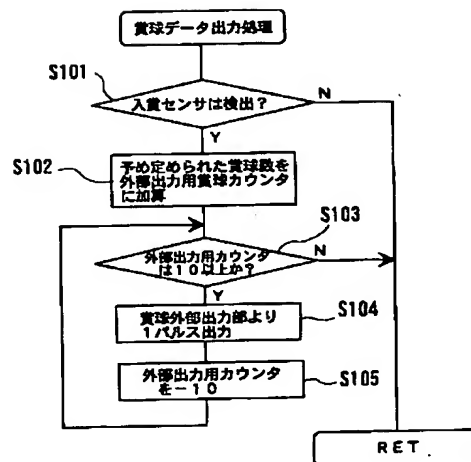 賞球データ出力処理
S101
入賞センサは検出?
N
Y
S102
予め定められた賞球数を
外部出力用賞球カウンタ
に加算
S103
外部出力用カウンタ
は10以上か?
N
Y
賞球外部出力部より
1パルス出力
S104
外部出力用カウンタ
を-10
S105
RET